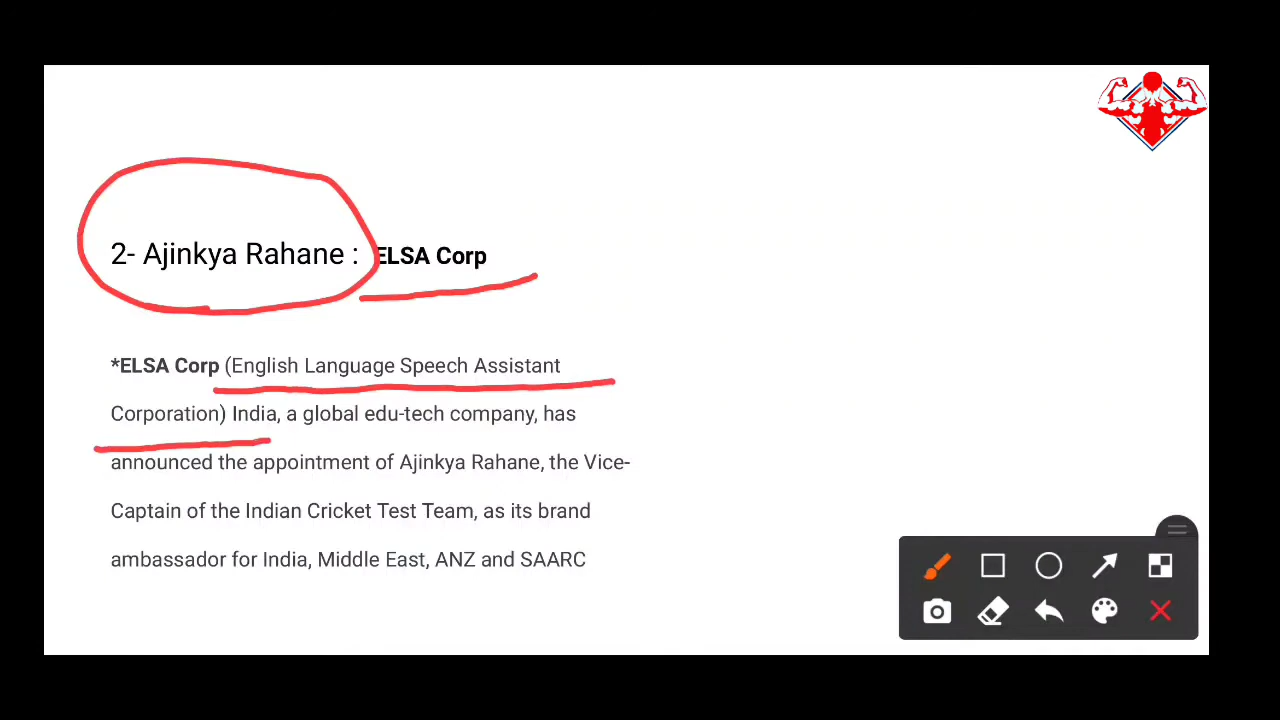 2- Ajinkya Rahane : ELSA Corp
*ELSA Corp (English Language Speech Assistant
Corporation) India, a global edu-tech company, has
announced the appointment of Ajinkya Rahane, the Vice-
Captain of the Indian Cricket Test Team, as its brand
ambassador for India, Middle East, ANZ and SAARC